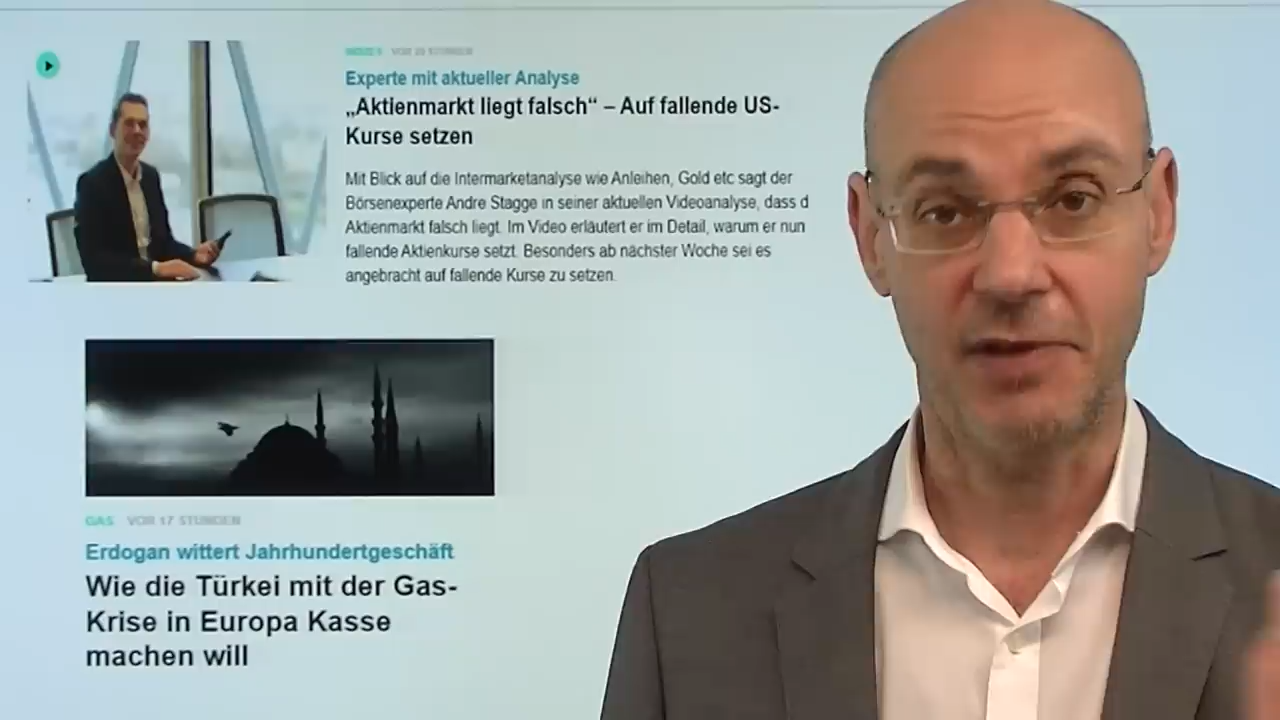 INDIZES VOR 20 STUNDEN
Experte mit aktueller Analyse
„Aktienmarkt liegt falsch“ – Auf fallende US-
Kurse setzen
Mit Blick auf die Intermarketanalyse wie Anleihen, Gold etc sagt der
Börsenexperte Andre Stagge in seiner aktuellen Videoanalyse, dass d
Aktienmarkt falsch liegt. Im Video erläutert er im Detail, warum er nun
fallende Aktienkurse setzt. Besonders ab nächster Woche sei es
angebracht auf fallende Kurse zu setzen.
GAS VOR 17 STUNDEN
Erdogan wittert Jahrhundertgeschäft
Wie die Türkei mit der Gas-
Krise in Europa Kasse
machen will